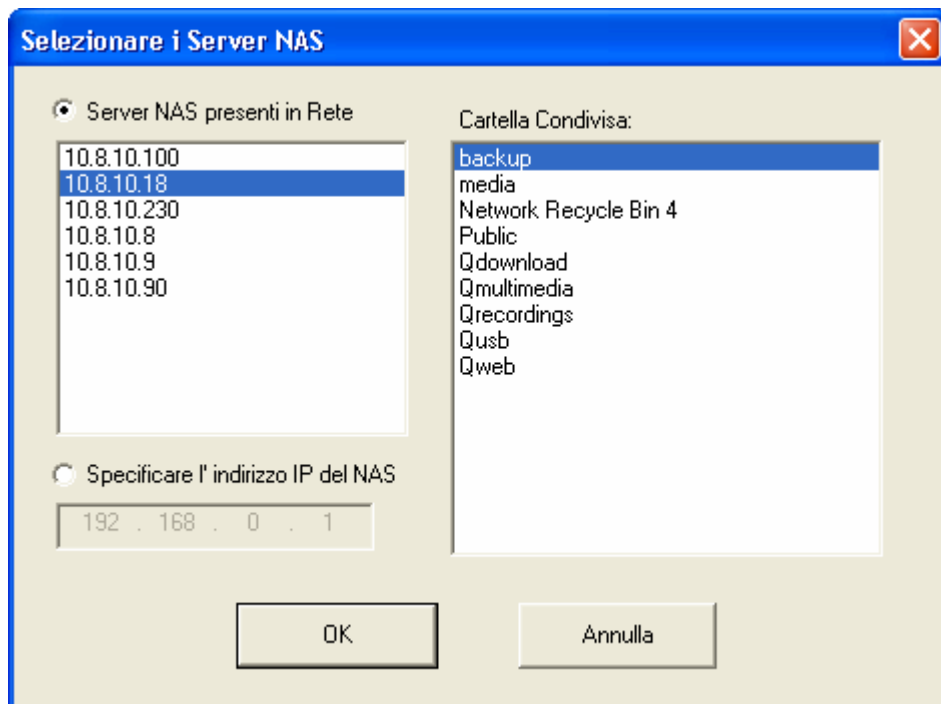 Selezionare i Server NAS
Server NAS presenti in Rete
10.8.10.100
10.8.10.18
10.8.10.230
10.8.10.8
10.8.10.9
10.8.10.90
Specificare l' indirizzo IP del NAS
192 . 168 . 0 . 1
Cartella Condivisa:
backup
media
Network Recycle Bin 4
Public
Qdownload
Qmultimedia
Qrecordings
Qusb
Qweb
OK
Annulla